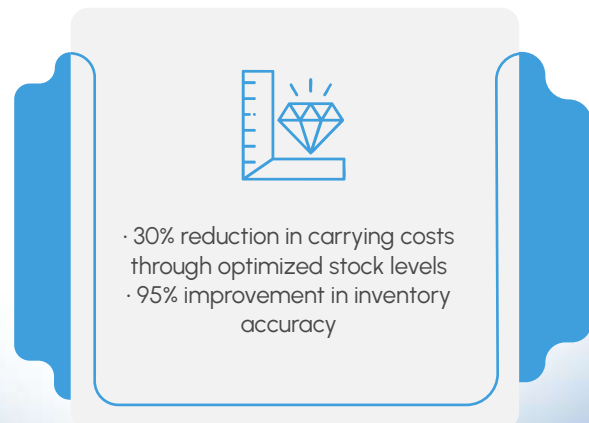 · 30% reduction in carrying costs
through optimized stock levels
· 95% improvement in inventory
accuracy